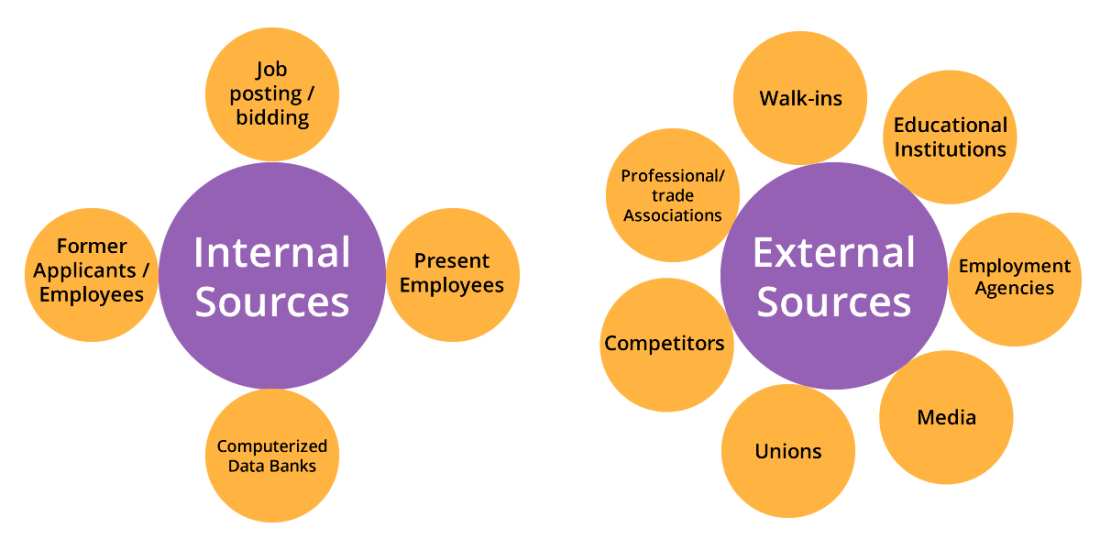 Job
posting /
bidding
Former
Applicants /
Employees
Internal
Sources
Present
Employees
Computerized
Data Banks
Walk-ins
Educational
Institutions
Professional/
trade
Associations
External
Sources
Employment
Agencies
Competitors
Media
Unions